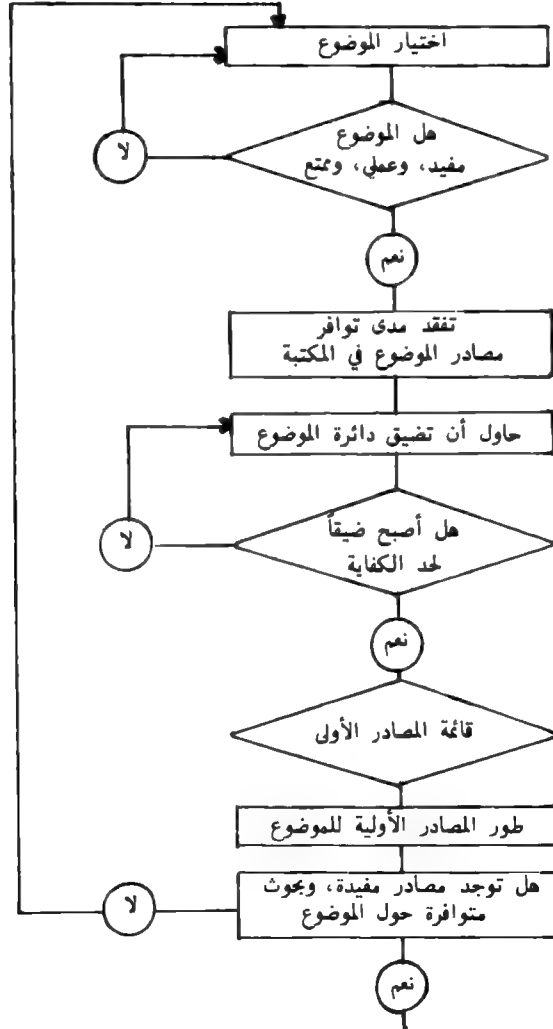 اختيار الموضوع
هل الموضوع
مفيد، وعملي، وممتع
لا
نعم
تفقد مدى توافر
مصادر الموضوع في المكتبة
حاول أن تضيق دائرة الموضوع
هل أصبح ضيقاً
لحد الكفاية
لا
نعم
قائمة المصادر الأولى
طور المصادر الأولية للموضوع
هل توجد مصادر مفيدة، وبحوث
متوافرة حول الموضوع
لا
نعم